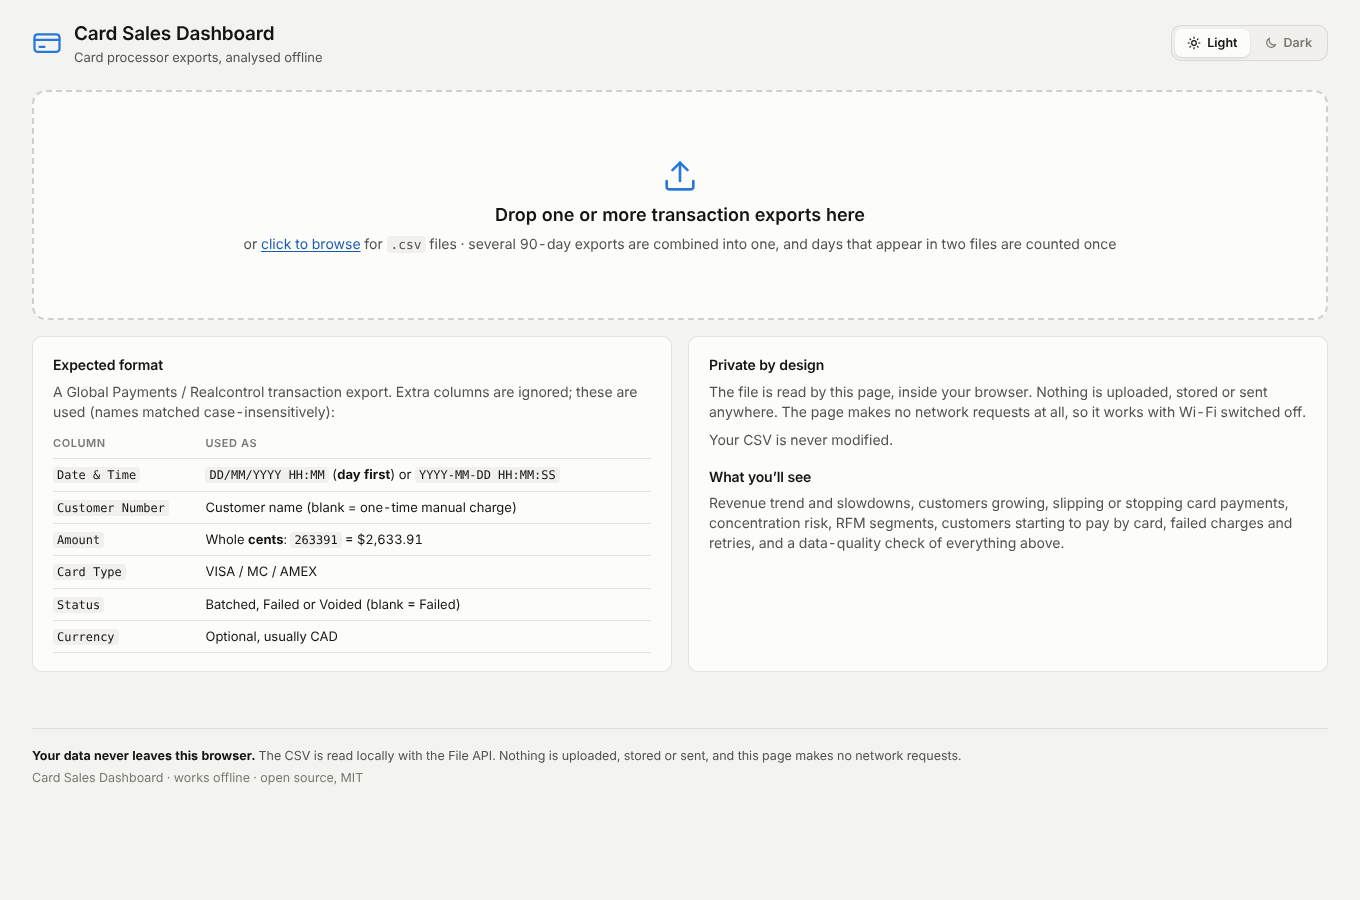 Card Sales Dashboard
Card processor exports, analysed offline
Light
Dark
Drop one or more transaction exports here
or click to browse for .csv files · several 90-day exports are combined into one, and days that appear in two files are counted once
Expected format
A Global Payments / Realcontrol transaction export. Extra columns are ignored; these are
used (names matched case-insensitively):
COLUMN USED AS
Date & Time DD/MM/YYYY HH:MM (day first) or YYYY-MM-DD HH:MM:SS
Customer Number Customer name (blank = one-time manual charge)
Amount Whole cents: 263391 = $2,633.91
Card Type VISA / MC / AMEX
Status Batched, Failed or Voided (blank = Failed)
Currency Optional, usually CAD
Private by design
The file is read by this page, inside your browser. Nothing is uploaded, stored or sent
anywhere. The page makes no network requests at all, so it works with Wi-Fi switched off.
Your CSV is never modified.
What you’ll see
Revenue trend and slowdowns, customers growing, slipping or stopping card payments,
concentration risk, RFM segments, customers starting to pay by card, failed charges and
retries, and a data-quality check of everything above.
Your data never leaves this browser. The CSV is read locally with the File API. Nothing is uploaded, stored or sent, and this page makes no network requests.
Card Sales Dashboard · works offline · open source, MIT